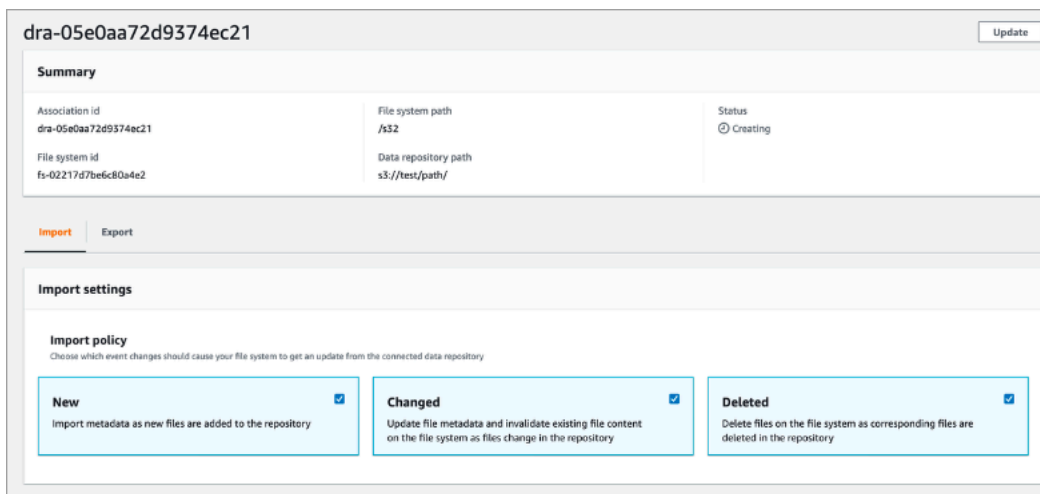 dra-05e0aa72d9374ec21
Update
Summary
Association id
dra-05e0aa72d9374ec21
File system id
fs-02217d7be6c80a4e2
File system path
/s32
Data repository path
s3://test/path/
Status
Creating
Import
Export
Import settings
Import policy
Choose which event changes should cause your file system to get an update from the connected data repository
New
Import metadata as new files are added to the repository
Changed
Update file metadata and invalidate existing file content
on the file system as files change in the repository
Deleted
Delete files on the file system as corresponding files are
deleted in the repository